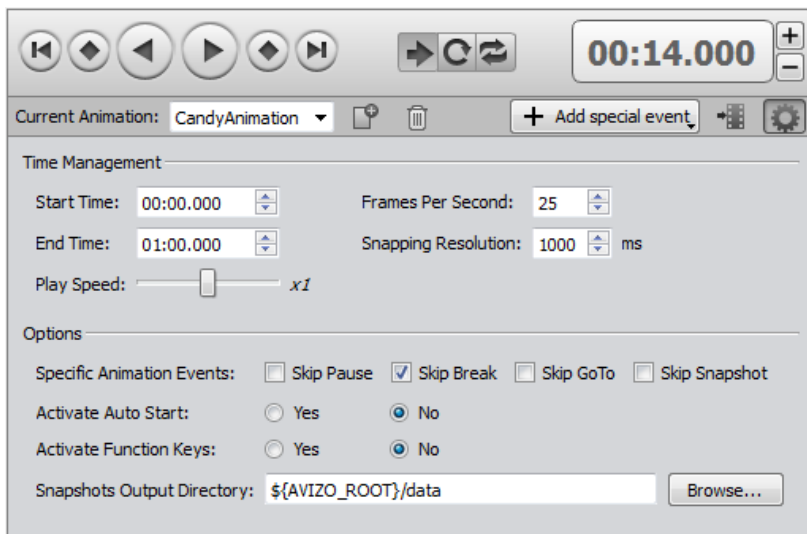 00:14.000
Current Animation: CandyAnimation Add special event
Time Management
Start Time: 00:00.000 Frames Per Second: 25
End Time: 01:00.000 Snapping Resolution: 1000 ms
Play Speed: x1
Options
Specific Animation Events: Skip Pause Skip Break Skip GoTo Skip Snapshot
Activate Auto Start: Yes No
Activate Function Keys: Yes No
Snapshots Output Directory: ${AVIZO_ROOT}/data Browse...